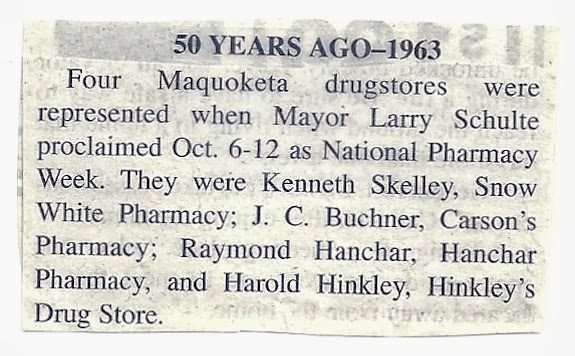 50 YEARS AGO–1963
Four Maquoketa drugstores were
represented when Mayor Larry Schulte
proclaimed Oct. 6-12 as National Pharmacy
Week. They were Kenneth Skelley, Snow
White Pharmacy; J. C. Buchner, Carson's
Pharmacy; Raymond Hanchar, Hanchar
Pharmacy, and Harold Hinkley, Hinkley's
Drug Store.